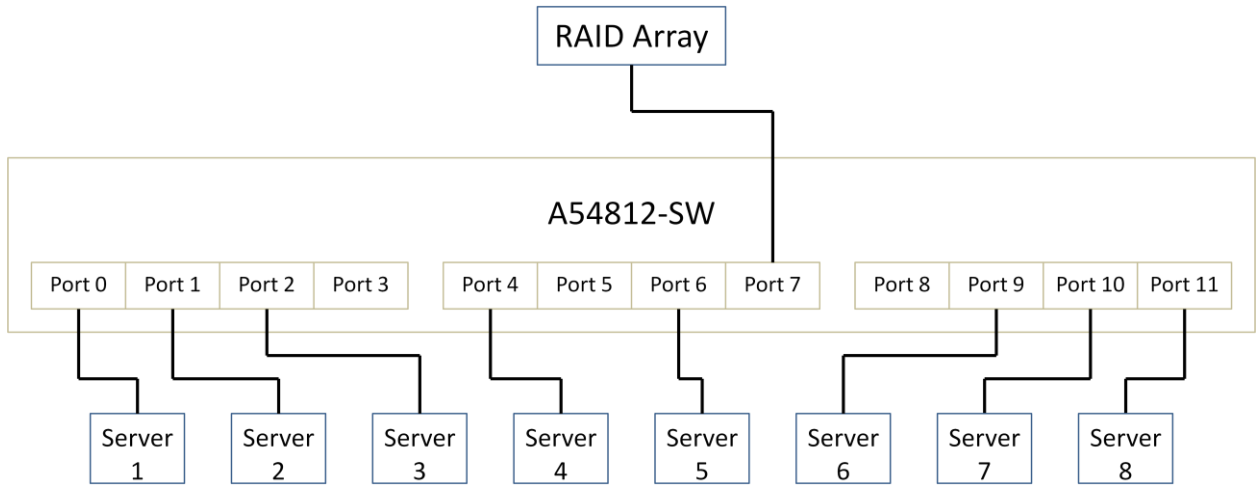 RAID Array
A54812-SW
Port 0 Port 1 Port 2 Port 3 Port 4 Port 5 Port 6 Port 7 Port 8 Port 9 Port 10 Port 11
Server
1
Server
2
Server
3
Server
4
Server
5
Server
6
Server
7
Server
8